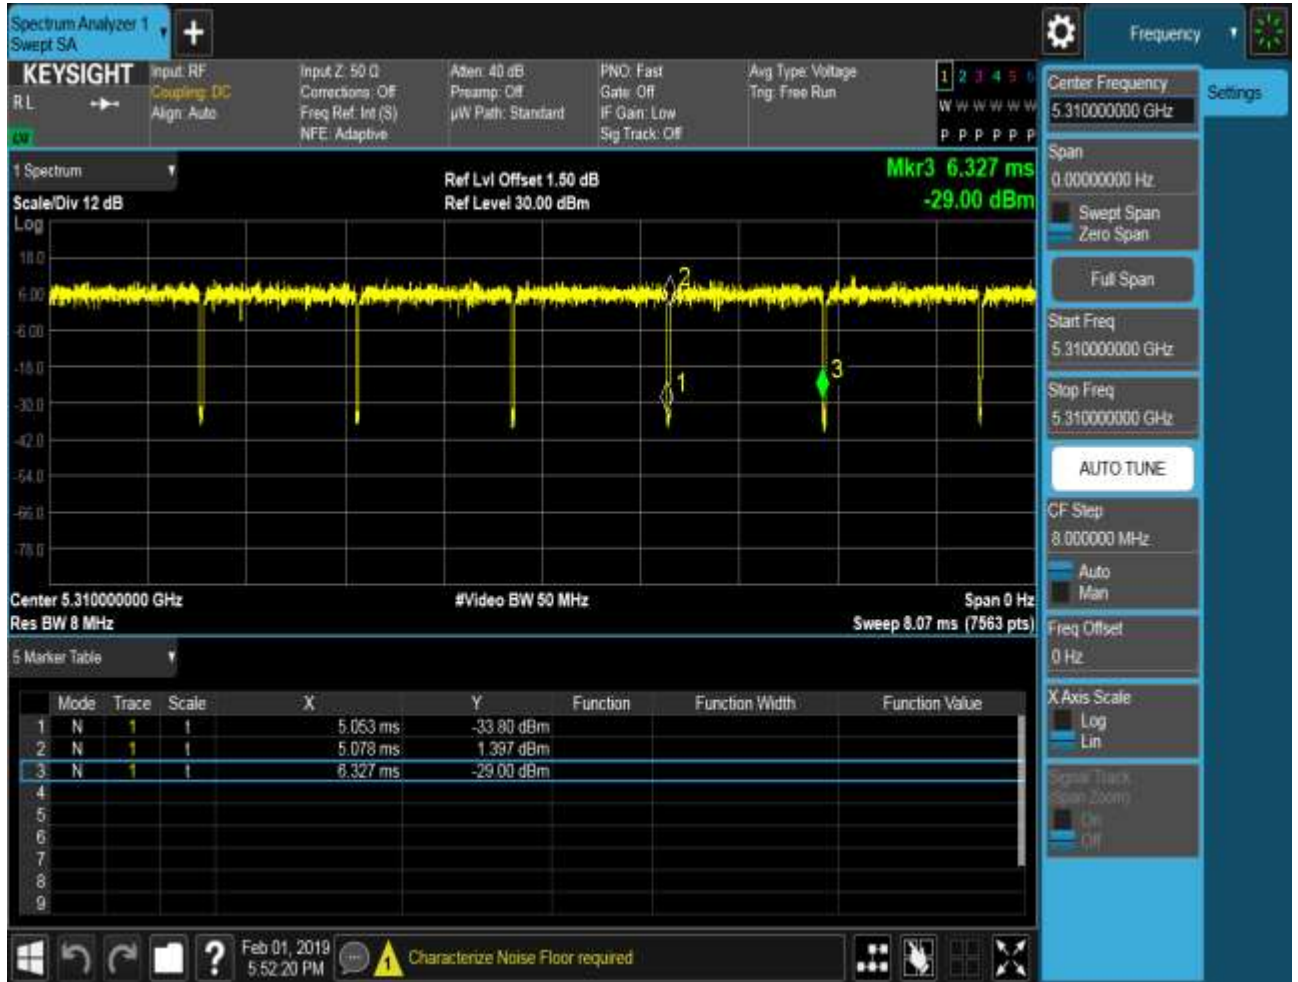 Spectrum Analyzer 1
Swept SA
+
Frequency
KEYSIGHT
R L
Input: RF
Coupling: DC
Align: Auto
Input Z: 50 Ω
Corrections: Off
Freq Ref: Int (S)
NFE: Adaptive
Atten: 40 dB
Preamp: Off
µW Path: Standard
PNO: Fast
Gate: Off
IF Gain: Low
Sig Track: Off
Avg Type: Voltage
Trig: Free Run
1 2 3 4 5 6
W W W W W W
P P P P P P
1 Spectrum
Scale/Div 12 dB
Ref Lvl Offset 1.50 dB
Ref Level 30.00 dBm
Mkr3 6.327 ms
-29.00 dBm
Log
18.0
6.00
-6.00
-18.0
-30.0
-42.0
-54.0
-66.0
-78.0
2
1
3
Center 5.310000000 GHz
#Video BW 50 MHz
Span 0 Hz
Res BW 8 MHz
Sweep 8.07 ms (7563 pts)
5 Marker Table
Mode Trace Scale X Y Function Function Width Function Value
1 N 1 t 5.053 ms -33.80 dBm
2 N 1 t 5.078 ms 1.397 dBm
3 N 1 t 6.327 ms -29.00 dBm
4
5
6
7
8
9
?
Feb 01, 2019
5:52:20 PM
1
Characterize Noise Floor required
Settings
Center Frequency
5.310000000 GHz
Span
0.00000000 Hz
Swept Span
Zero Span
Full Span
Start Freq
5.310000000 GHz
Stop Freq
5.310000000 GHz
AUTO TUNE
CF Step
8.000000 MHz
Auto
Man
Freq Offset
0 Hz
X Axis Scale
Log
Lin
Signal Track
(Span Zoom)
On
Off